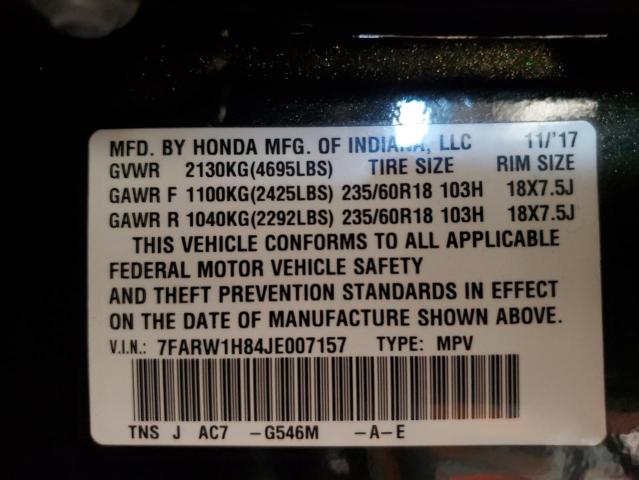 MFD. BY HONDA MFG. OF INDIANA, LLC 11/'17
GVWR 2130KG(4695LBS) TIRE SIZE RIM SIZE
GAWR F 1100KG(2425LBS) 235/60R18 103H 18X7.5J
GAWR R 1040KG(2292LBS) 235/60R18 103H 18X7.5J
THIS VEHICLE CONFORMS TO ALL APPLICABLE
FEDERAL MOTOR VEHICLE SAFETY
AND THEFT PREVENTION STANDARDS IN EFFECT
ON THE DATE OF MANUFACTURE SHOWN ABOVE.
V.I.N.: 7FARW1H84JE007157 TYPE: MPV
TNS J AC7 -G546M -A-E